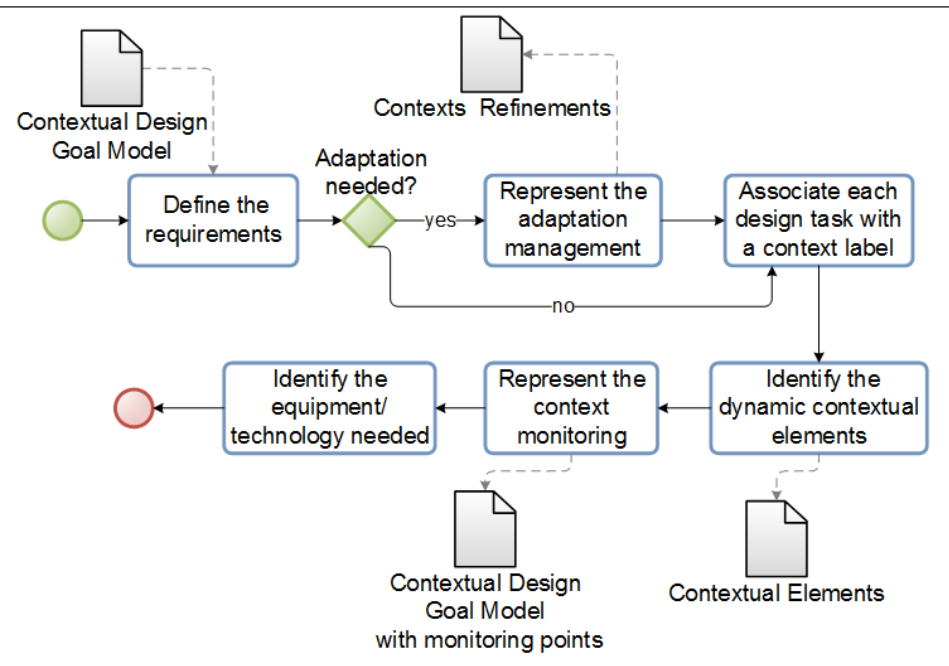 Contextual Design
Goal Model
Contexts Refinements
Adaptation
needed?
Define the
requirements
yes
Represent the
adaptation
management
Associate each
design task with
a context label
no
Identify the
equipment/
technology needed
Represent the
context
monitoring
Identify the
dynamic contextual
elements
Contextual Design
Goal Model
with monitoring points
Contextual Elements